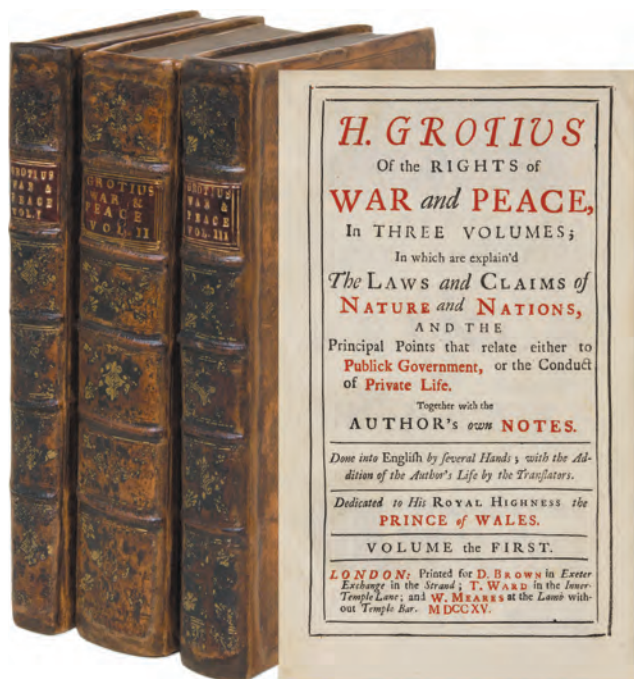 GROTIUS
WAR &
PEACE
VOL. I
GROTIUS
WAR &
PEACE
VOL. II
GROTIUS
WAR &
PEACE
VOL. III
H. GROTIUS
Of the RIGHTS of
WAR and PEACE,
In THREE VOLUMES;
In which are explain'd
The LAWS and CLAIMS of
NATURE and NATIONS,
AND THE
Principal Points that relate either to
Publick Government, or the Conduct
of Private Life.
Together with the
AUTHOR's own NOTES.
Done into Engliſh by ſeveral Hands; with the Ad-
dition of the Author's Life by the Tranſlators.
Dedicated to His ROYAL HIGHNESS the
PRINCE of WALES.
VOLUME the FIRST.
LONDON: Printed for D. BROWN in Exeter
Exchange in the Strand; T. WARD in the Inner-
Temple Lane; and W. MEARES at the Lamb with-
out Temple Bar. MDCCXV.